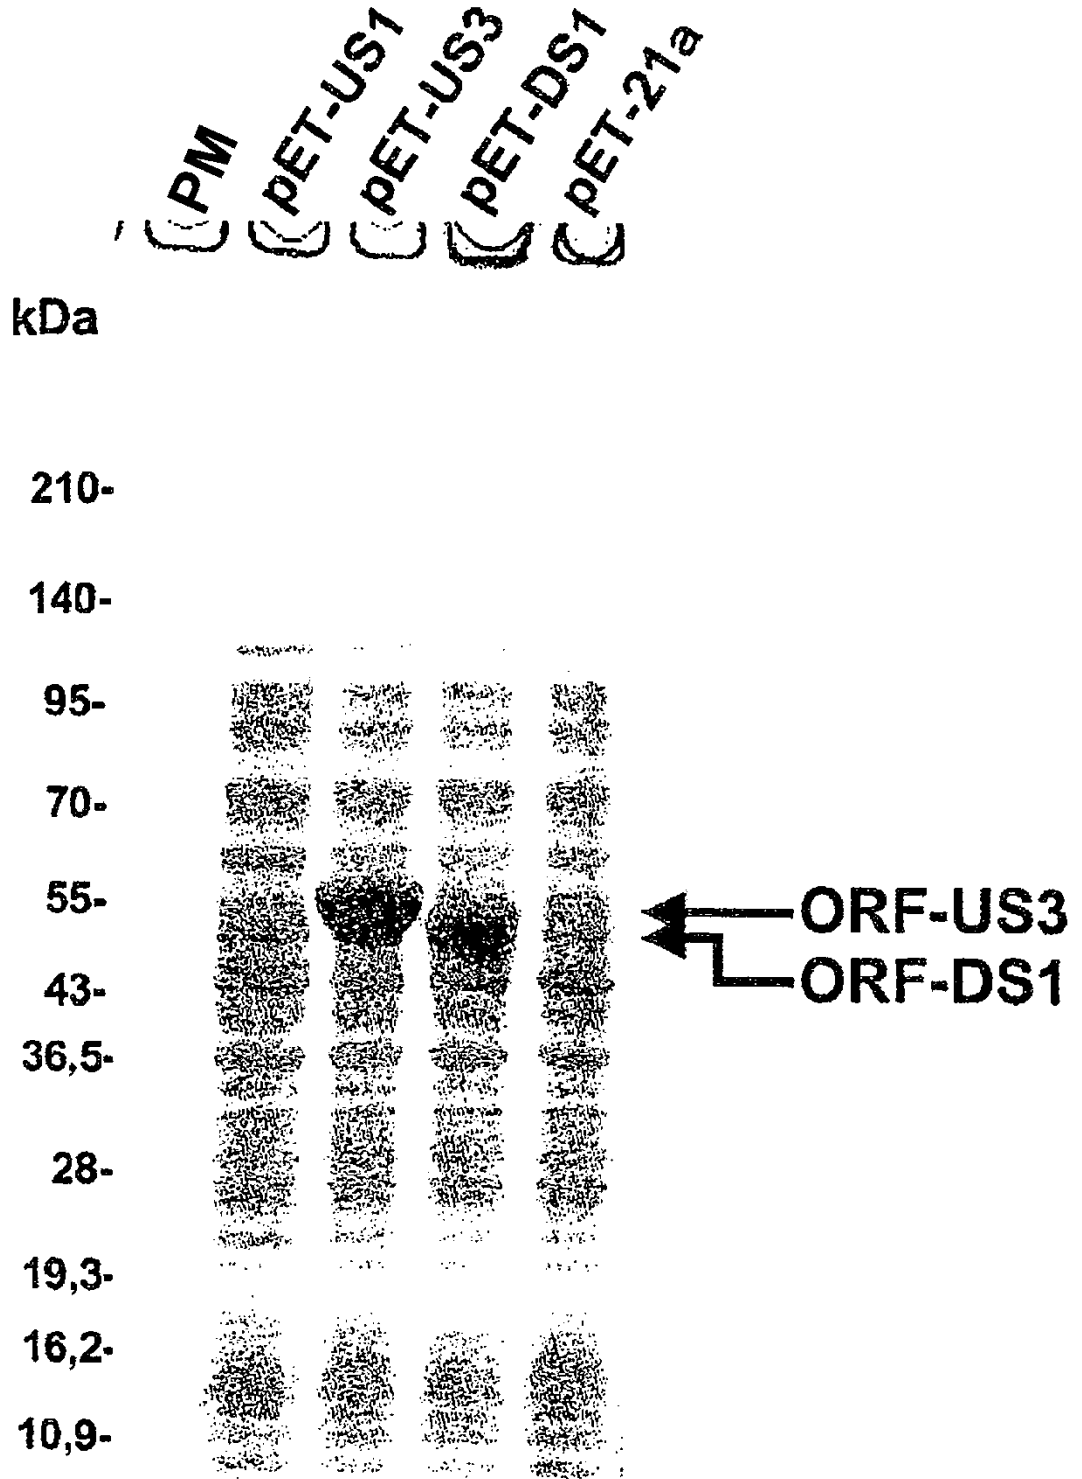 PM
pET-US1
pET-US3
pET-DS1
pET-21a
kDa
210-
140-
95-
70-
55-
ORF-US3
ORF-DS1
43-
36,5-
28-
19,3-
16,2-
10,9-